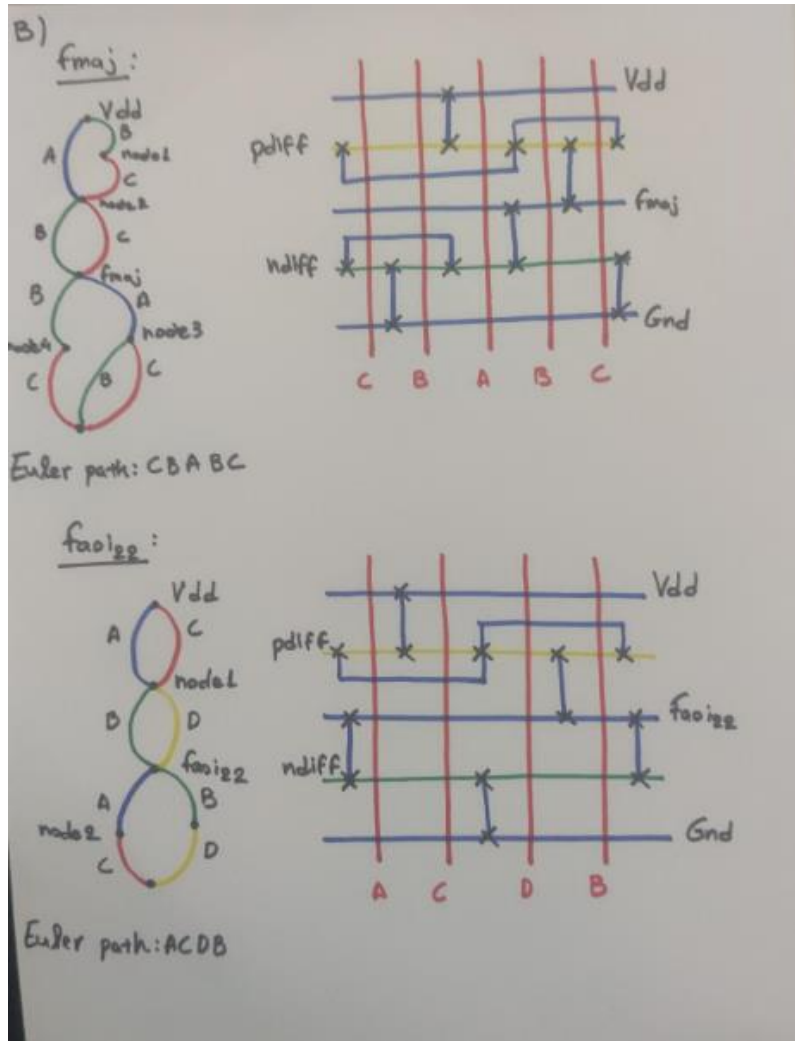 B)
fmaj:
Vdd
B
A
node1
C
node2
B
C
fmaj
B
A
node4
node3
C
B
C
Euler path: CBABC
Vdd
pdiff
fmaj
ndiff
Gnd
C B A B C
faoi22:
Vdd
A
C
node1
B
D
faoi22
A
B
node2
C
D
Euler path: ACDB
Vdd
pdiff
faoi22
ndiff
Gnd
A C D B